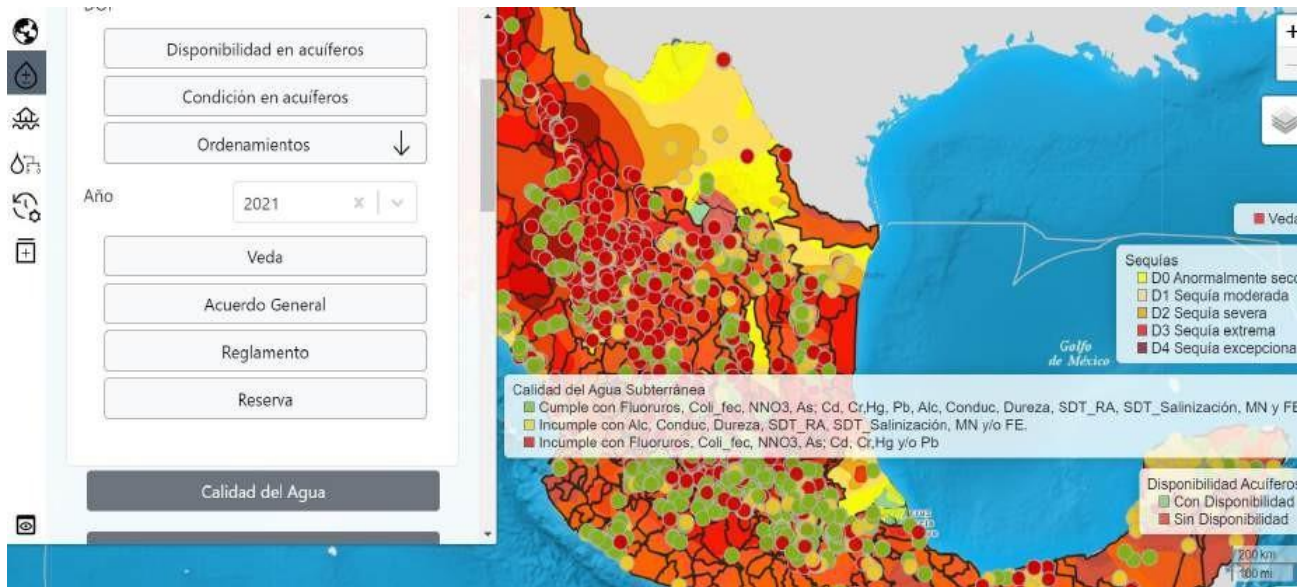 Disponibilidad en acuíferos
Condición en acuíferos
Ordenamientos
Año
2021
Veda
Acuerdo General
Reglamento
Reserva
Calidad del Agua
Veda
Sequías
D0 Anormalmente seco
D1 Sequía moderada
D2 Sequía severa
D3 Sequía extrema
D4 Sequía excepciona
Golfo
de México
Calidad del Agua Subterránea
Cumple con Fluoruros, Coli_fec, NNO3, As; Cd, Cr,Hg, Pb, Alc, Conduc, Dureza, SDT_RA, SDT_Salinización, MN y FE
Incumple con Alc, Conduc, Dureza, SDT_RA, SDT_Salinización, MN y/o FE.
Incumple con Fluoruros, Coli_fec, NNO3, As; Cd, Cr,Hg y/o Pb
Disponibilidad Acuíferos
Con Disponibilidad
Sin Disponibilidad
200 km
100 mi